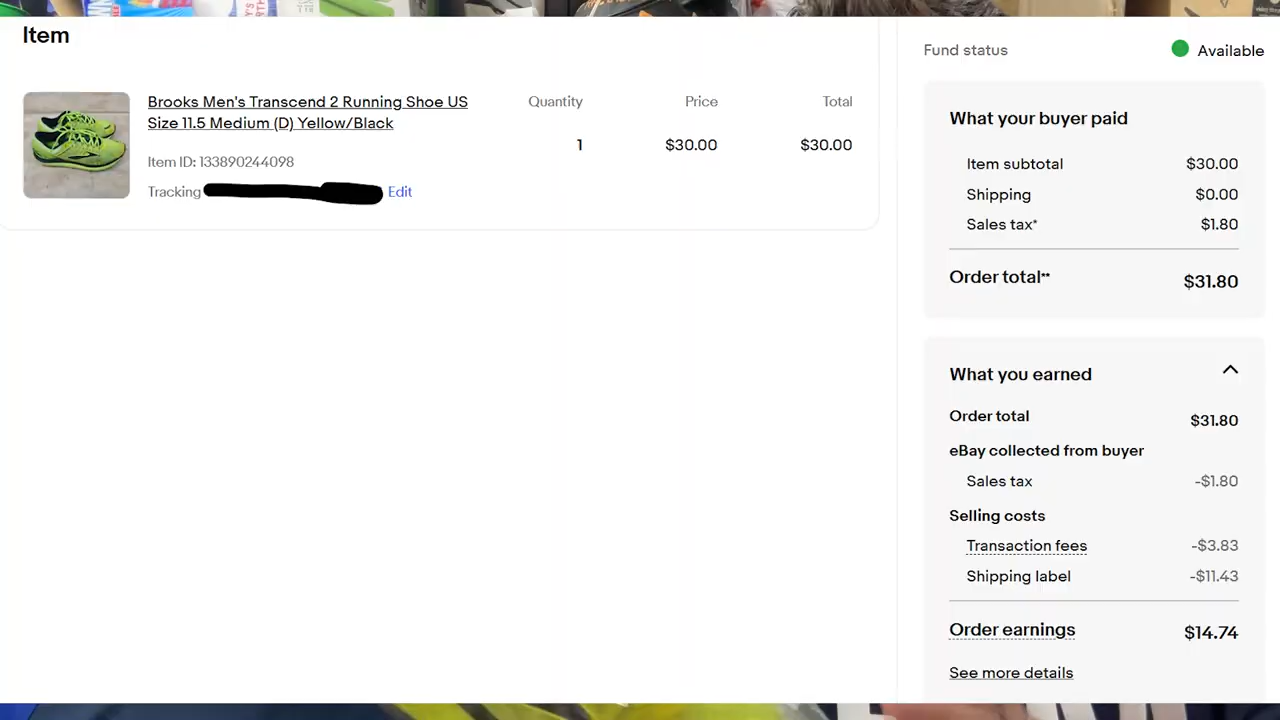 Item
Brooks Men's Transcend 2 Running Shoe US
Size 11.5 Medium (D) Yellow/Black
Item ID: 133890244098
Tracking Edit
Quantity Price Total
1 $30.00 $30.00
Fund status Available
What your buyer paid
Item subtotal $30.00
Shipping $0.00
Sales tax* $1.80
Order total** $31.80
What you earned
Order total $31.80
eBay collected from buyer
Sales tax -$1.80
Selling costs
Transaction fees -$3.83
Shipping label -$11.43
Order earnings $14.74
See more details